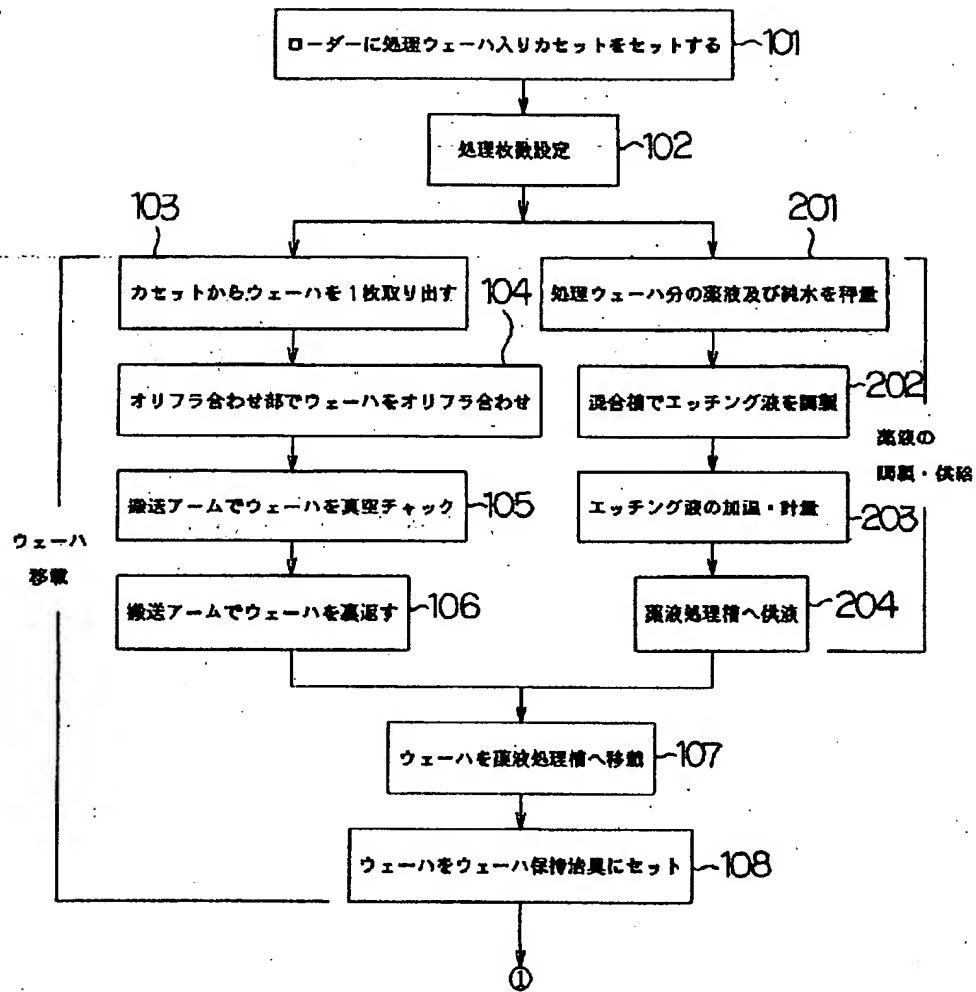 ローダーに処理ウェーハ入りカセットをセットする
101
処理枚数設定
102
103
201
カセットからウェーハを1枚取り出す
104
処理ウェーハ分の薬液及び純水を秤量
オリフラ合わせ部でウェーハをオリフラ合わせ
混合槽でエッチング液を調製
202
薬液の
調製・供給
搬送アームでウェーハを真空チャック
105
エッチング液の加温・計量
203
ウェーハ
移載
搬送アームでウェーハを裏返す
106
薬液処理槽へ供液
204
ウェーハを薬液処理槽へ移載
107
ウェーハをウェーハ保持治具にセット
108
①